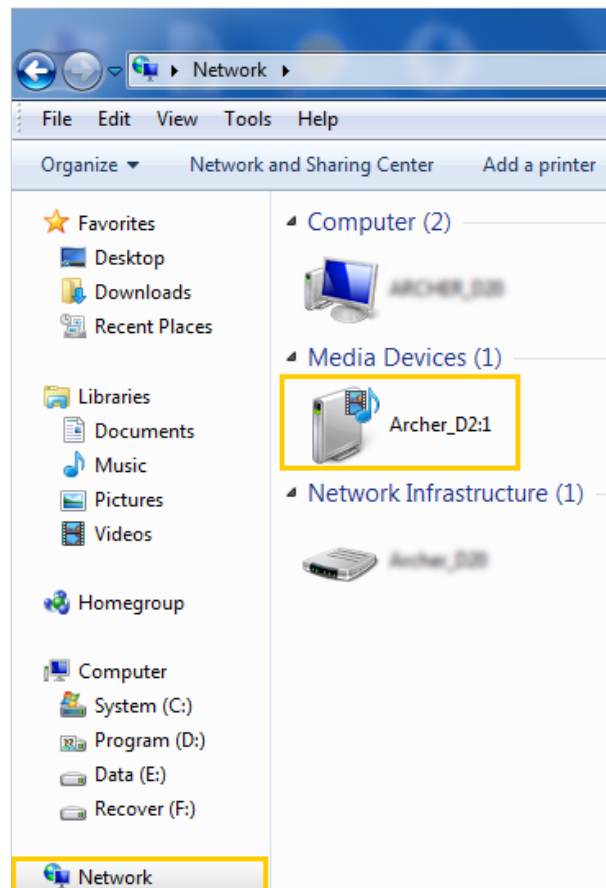 Network
File Edit View Tools Help
Organize Network and Sharing Center Add a printer
Favorites
Desktop
Downloads
Recent Places
Libraries
Documents
Music
Pictures
Videos
Homegroup
Computer
System (C:)
Program (D:)
Data (E:)
Recover (F:)
Network
Computer (2)
Media Devices (1)
Archer_D2:1
Network Infrastructure (1)